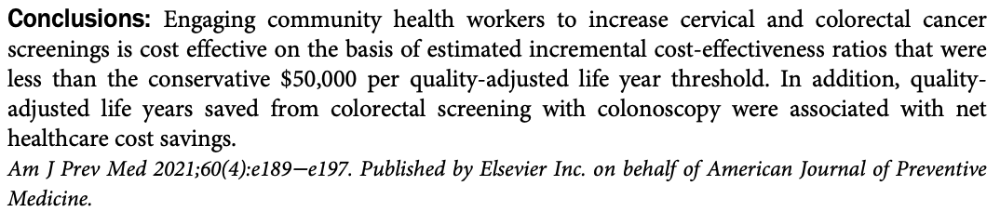 Conclusions: Engaging community health workers to increase cervical and colorectal cancer
screenings is cost effective on the basis of estimated incremental cost-effectiveness ratios that were
less than the conservative $50,000 per quality-adjusted life year threshold. In addition, quality-
adjusted life years saved from colorectal screening with colonoscopy were associated with net
healthcare cost savings.
Am J Prev Med 2021;60(4):e189−e197. Published by Elsevier Inc. on behalf of American Journal of Preventive
Medicine.